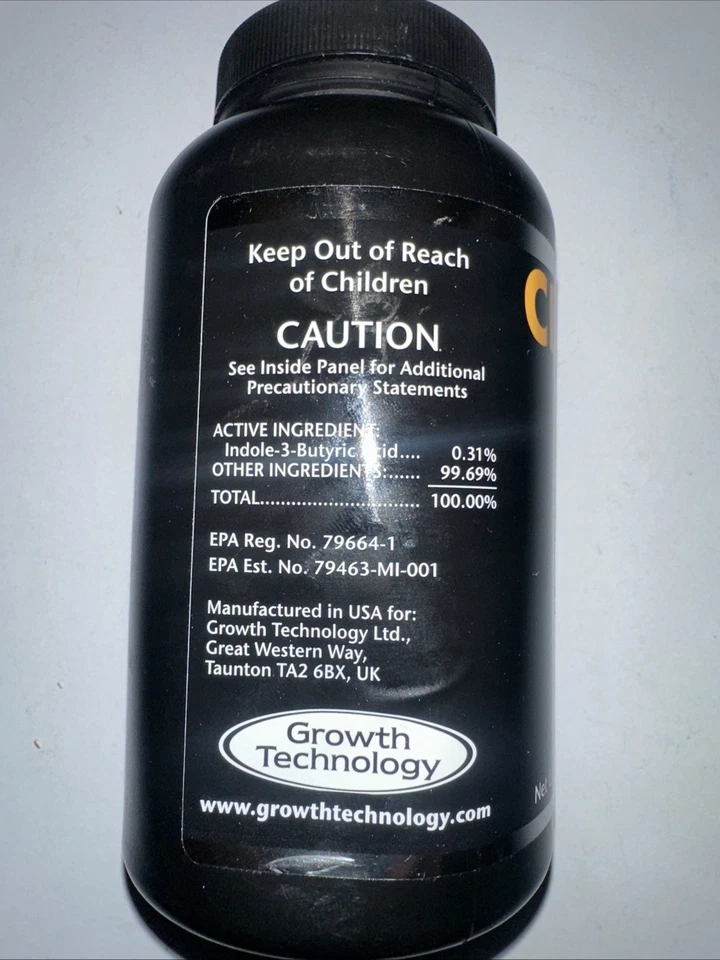 Keep Out of Reach
of Children
CAUTION
See Inside Panel for Additional
Precautionary Statements
ACTIVE INGREDIENT:
Indole-3-Butyric .... 0.31%
OTHER INGREDIENTS:...... 99.69%
TOTAL............................... 100.00%
EPA Reg. No. 79664-1
EPA Est. No. 79463-MI-001
Manufactured in USA for:
Growth Technology Ltd.,
Great Western Way,
Taunton TA2 6BX, UK
Growth
Technology
www.growthtechnology.com